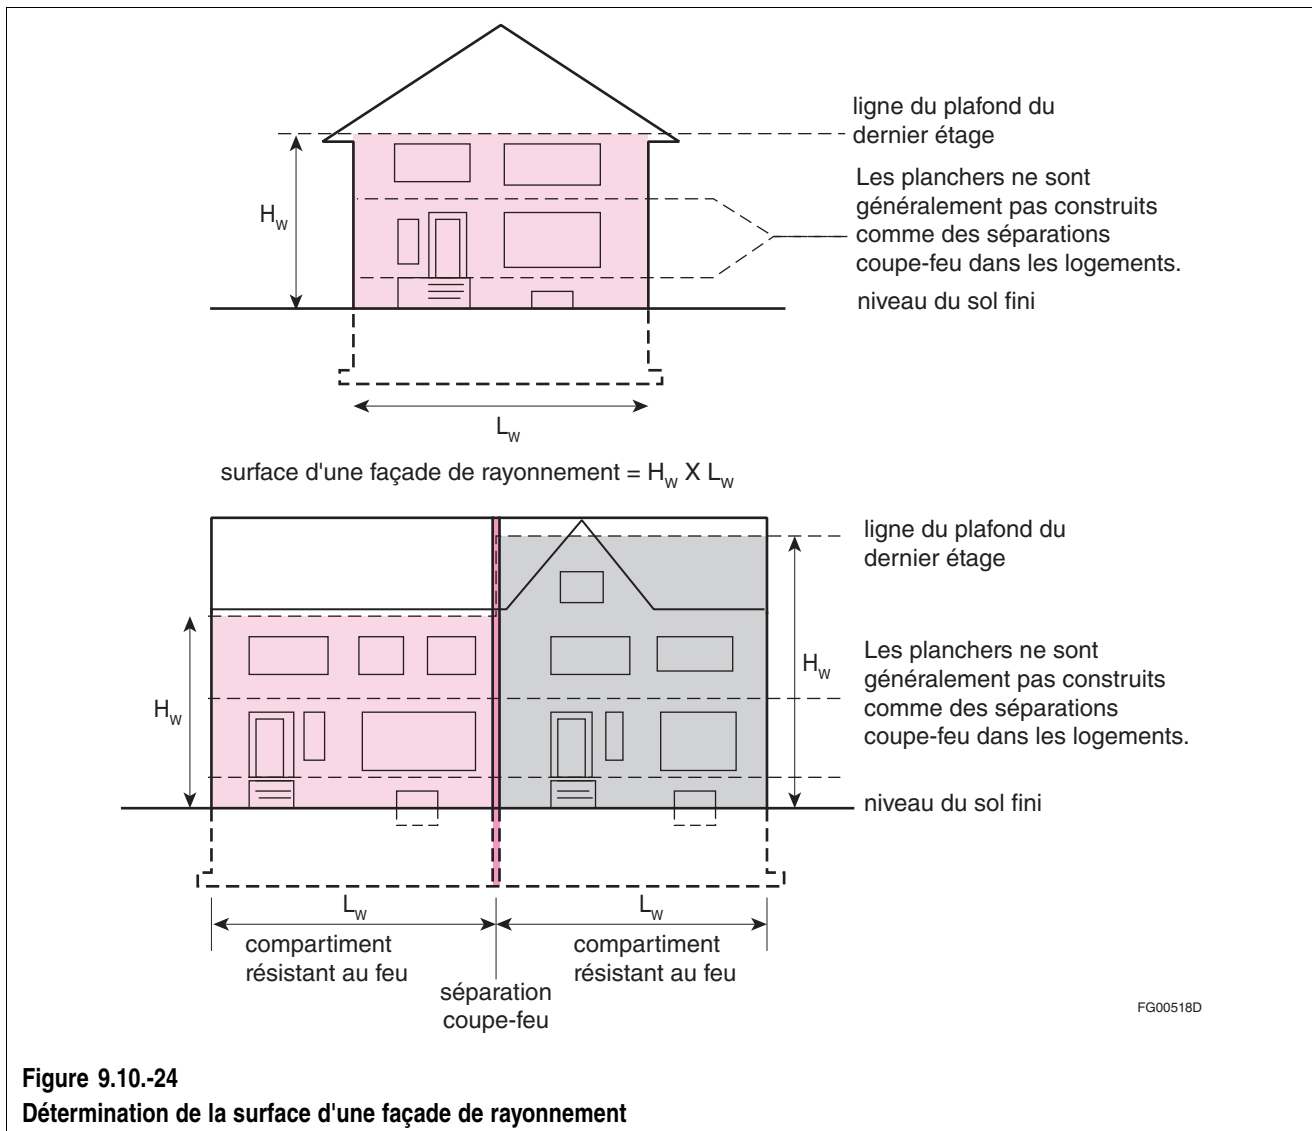 ligne du plafond du
dernier étage
Les planchers ne sont
généralement pas construits
comme des séparations
coupe-feu dans les logements.
Hw
niveau du sol fini
Lw
surface d'une façade de rayonnement = Hw X Lw
ligne du plafond du
dernier étage
Les planchers ne sont
généralement pas construits
comme des séparations
coupe-feu dans les logements.
Hw
Hw
niveau du sol fini
Lw
Lw
compartiment
résistant au feu
compartiment
résistant au feu
séparation
coupe-feu
FG00518D
Figure 9.10.-24
Détermination de la surface d'une façade de rayonnement